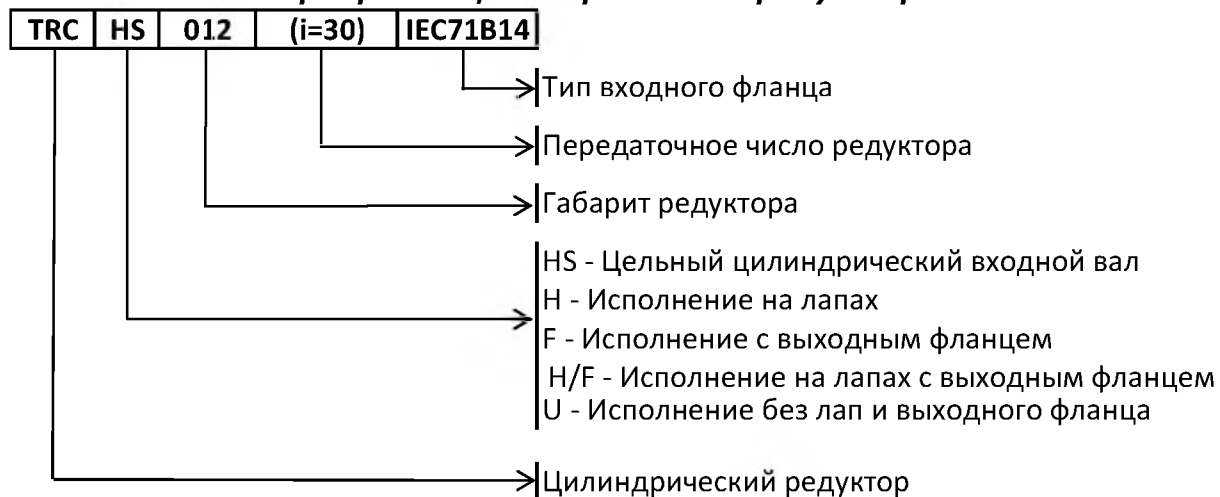 TRC HS 012 (i=30) IEC71B14
Тип входного фланца
Передаточное число редуктора
Габарит редуктора
HS - Цельный цилиндрический входной вал
H - Исполнение на лапах
F - Исполнение с выходным фланцем
H/F - Исполнение на лапах с выходным фланцем
U - Исполнение без лап и выходного фланца
Цилиндрический редуктор